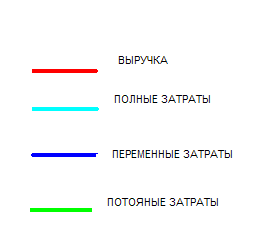 ВЫРУЧКА
ПОЛНЫЕ ЗАТРАТЫ
ПЕРЕМЕННЫЕ ЗАТРАТЫ
ПОТОЯНЫЕ ЗАТРАТЫ